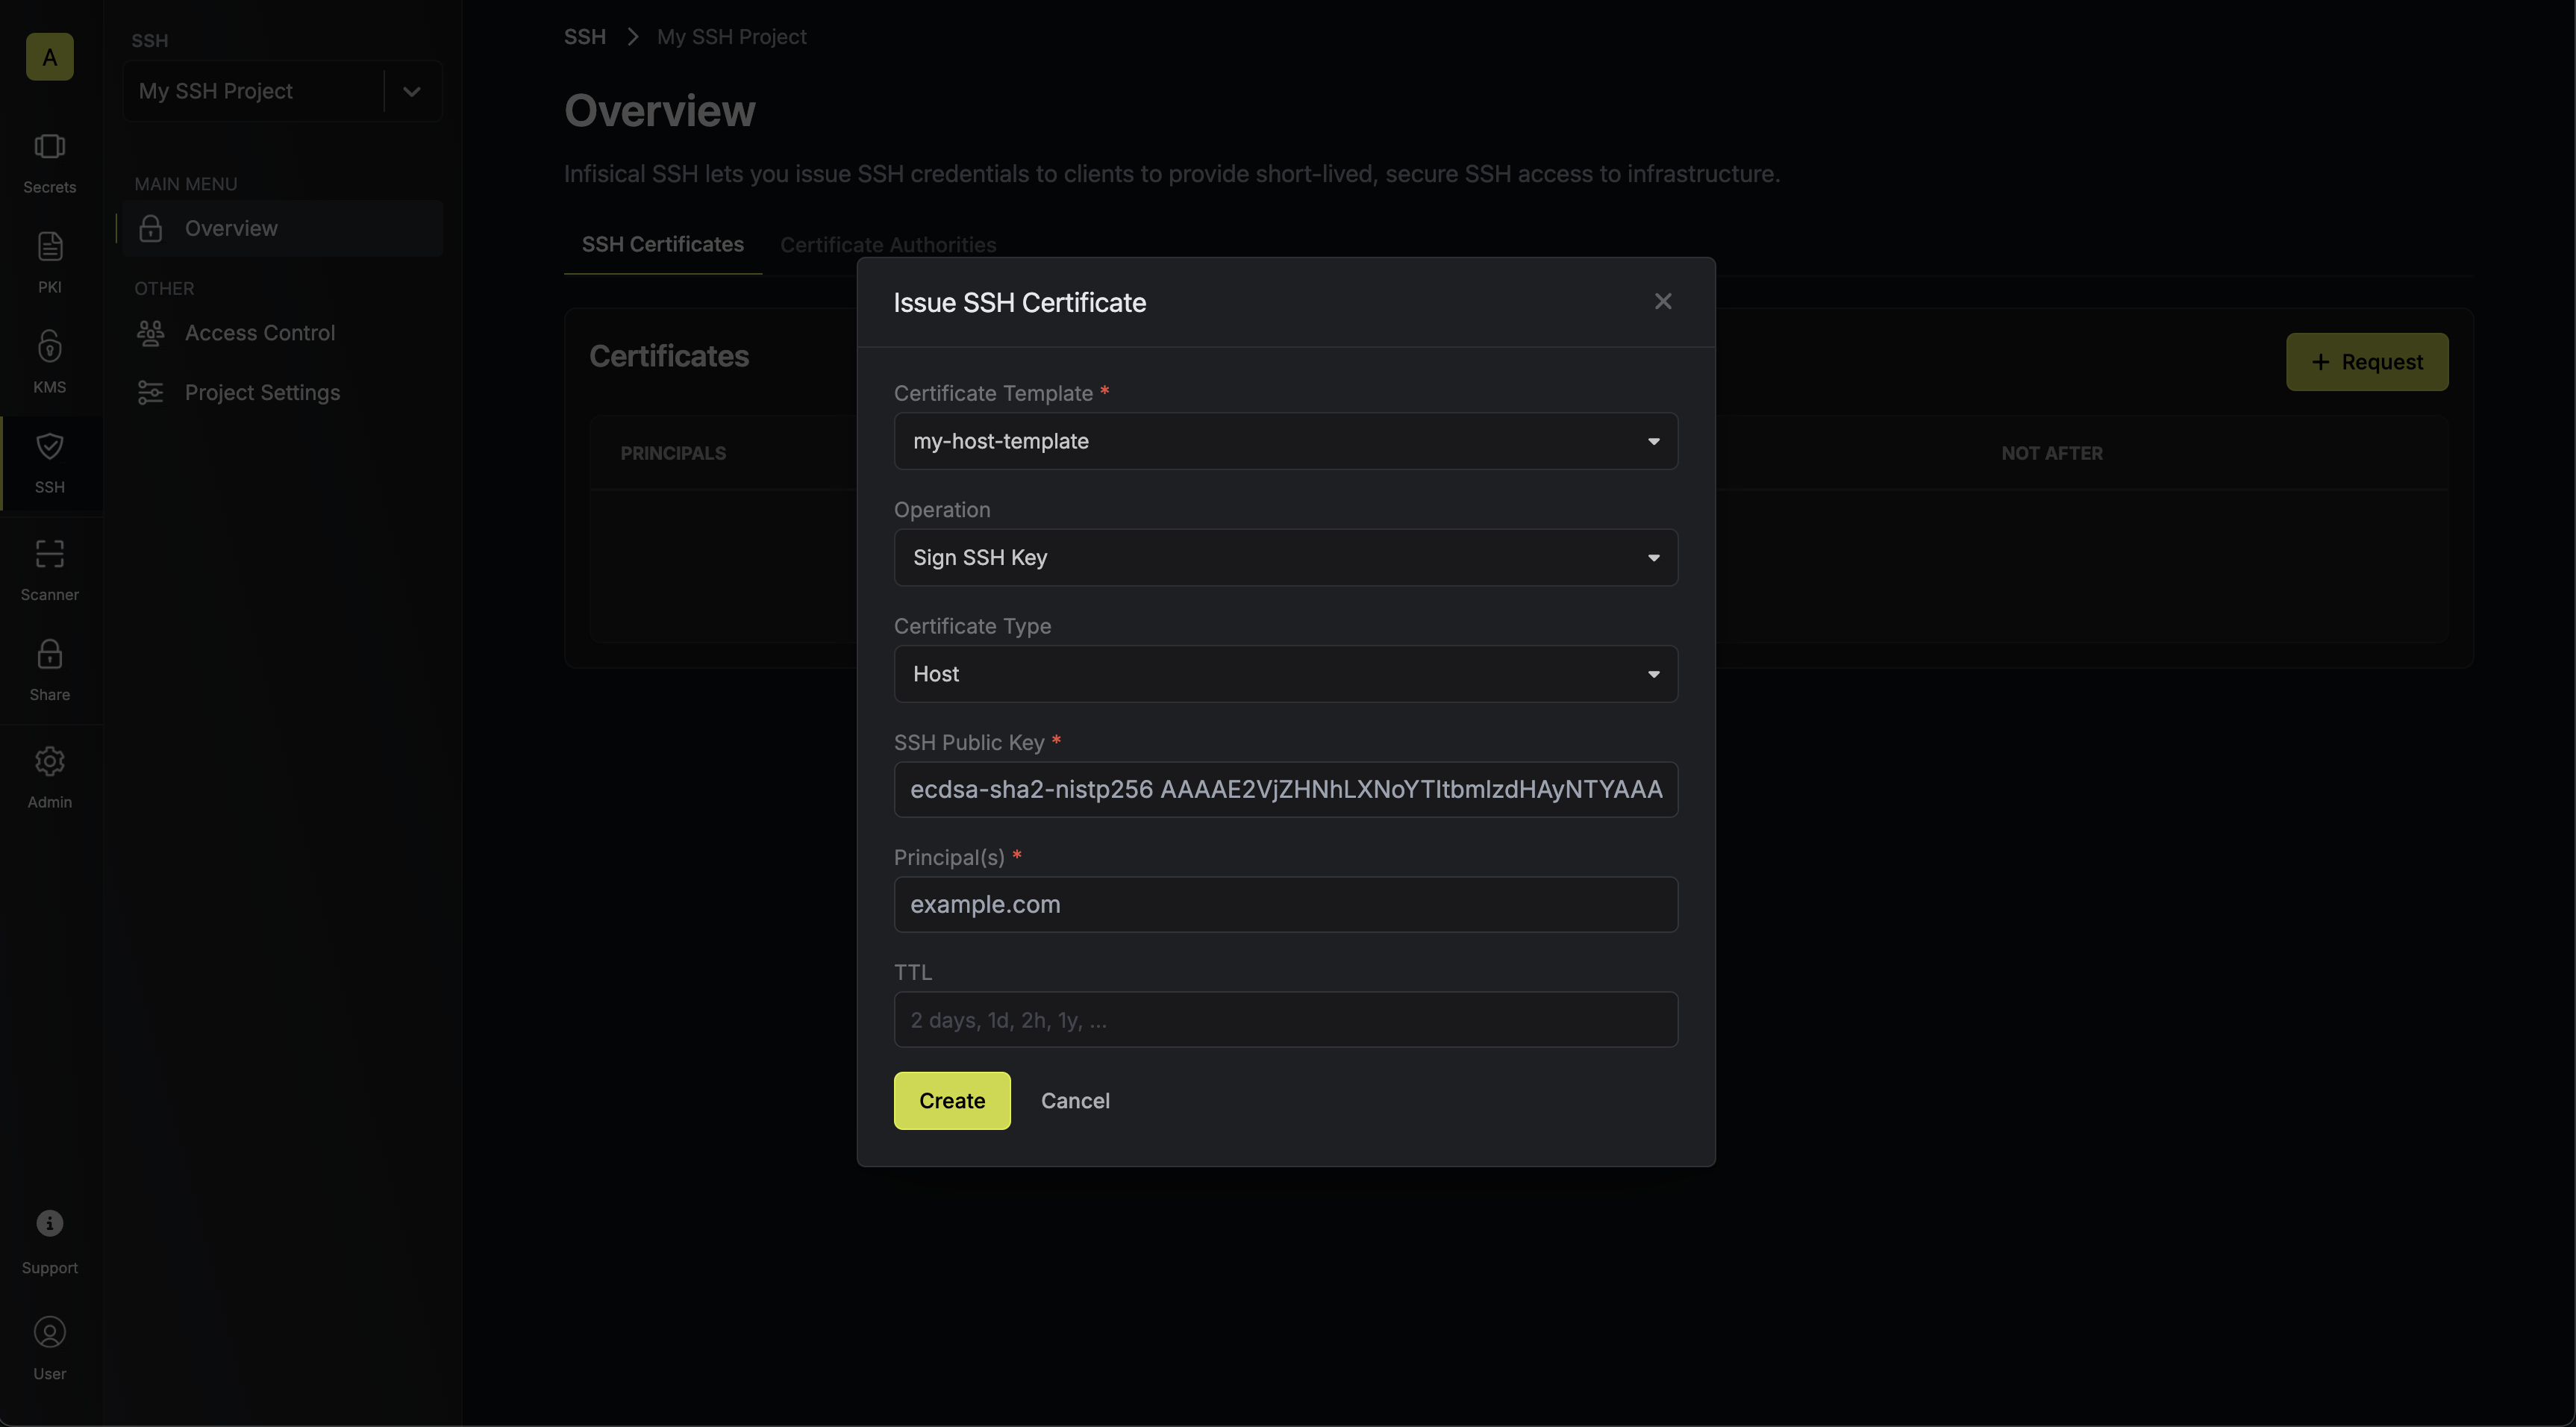 A
Secrets
PKI
KMS
SSH
Scanner
Share
Admin
Support
User
SSH
My SSH Project
MAIN MENU
Overview
OTHER
Access Control
Project Settings
SSH > My SSH Project
Overview
Infisical SSH lets you issue SSH credentials to clients to provide short-lived, secure SSH access to infrastructure.
SSH Certificates Certificate Authorities
Certificates
+ Request
PRINCIPALS NOT AFTER
Issue SSH Certificate
Certificate Template *
my-host-template
Operation
Sign SSH Key
Certificate Type
Host
SSH Public Key *
ecdsa-sha2-nistp256 AAAAE2VjZHNhLXNoYTItbmlzdHAyNTYAAA
Principal(s) *
example.com
TTL
2 days, 1d, 2h, 1y, ...
Create Cancel